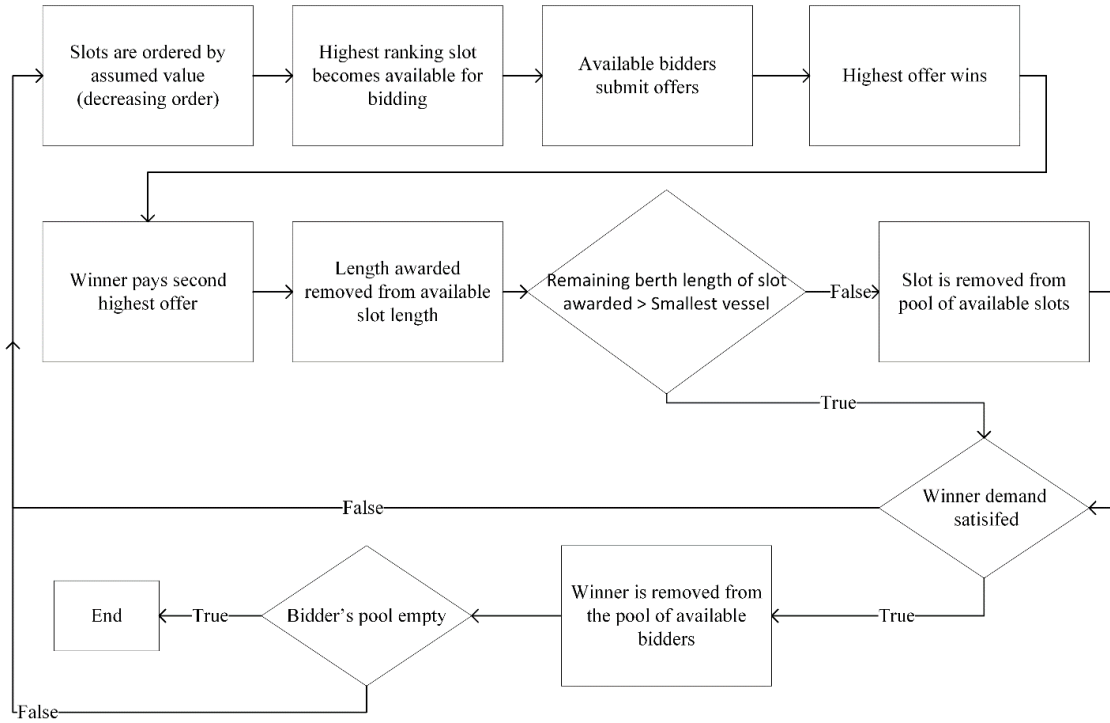 Slots are ordered by
assumed value
(decreasing order)
Highest ranking slot
becomes available for
bidding
Available bidders
submit offers
Highest offer wins
Winner pays second
highest offer
Length awarded
removed from available
slot length
Remaining berth length of slot
awarded > Smallest vessel
False
Slot is removed from
pool of available slots
True
Winner demand
satisifed
False
True
Winner is removed from
the pool of available
bidders
Bidder's pool empty
True
End
False